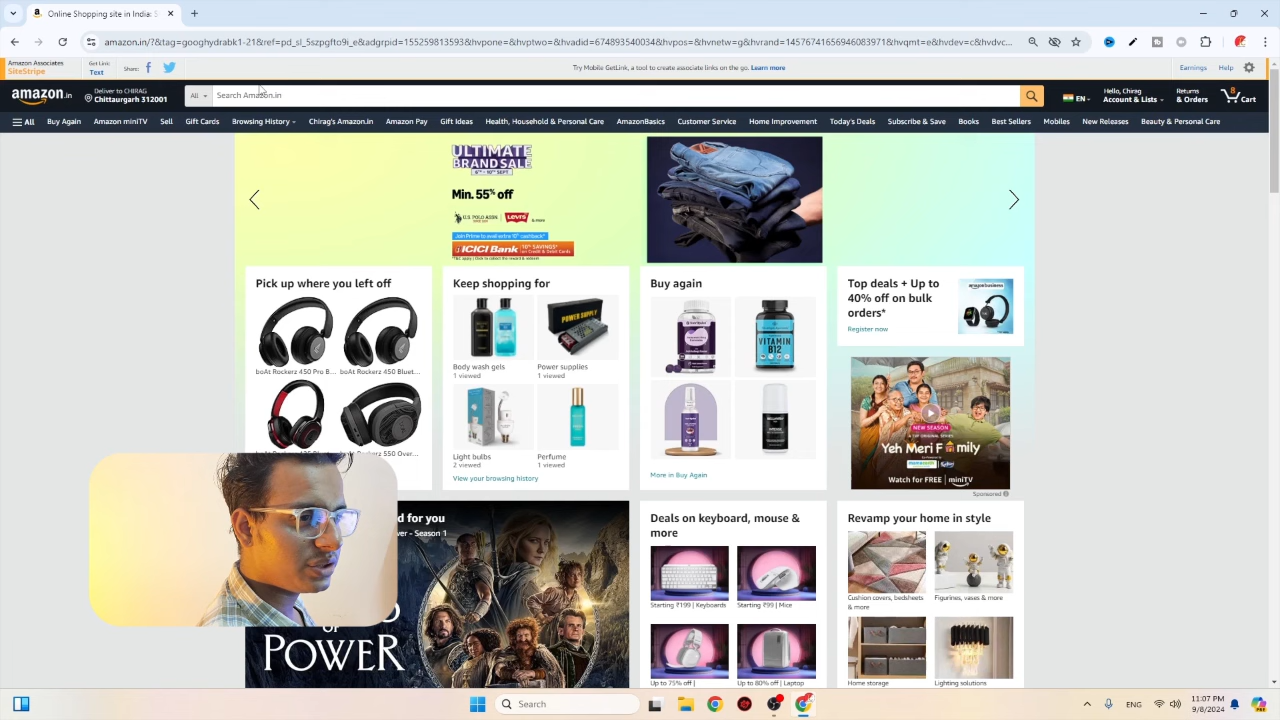 Online site to shop in India: S
amazon.in/?&tag=googhydrabk1-21&ref=pd_sl_5szpgfto9i_e&adgrpid=155259813593&hvpone=&hvptwo=&hvadid=674893540034&hvpos=&hvnetw=g&hvrand=14576741656946083971&hvqmt=e&hvdev=c&hvdvc...
Amazon Associates
SiteStripe
Get Link:
Text
Share:
Try Mobile GetLink, a tool to create associate links on the go. Learn more
Earnings
Help
amazon.in
Deliver to CHIRAG
Chittaurgarh 312001
All
Search Amazon.in
EN
Hello, Chirag
Account & Lists
Returns
& Orders
8
Cart
All Buy Again Amazon miniTV Sell Gift Cards Browsing History Chirag's Amazon.in Amazon Pay Gift Ideas Health, Household & Personal Care AmazonBasics Customer Service Home Improvement Today's Deals Subscribe & Save Books Best Sellers Mobiles New Releases Beauty & Personal Care
ULTIMATE
BRAND SALE
6TH - 10TH SEPT
Min. 55% off
U.S. POLO ASSN. | Levi's & more
Join Prime to avail extra 10% cashback*
ICICI Bank 10% SAVINGS* on Credit & Debit Cards
Pick up where you left off
boAt Rockerz 450 Pro B...
boAt Rockerz 450 Bluet...
Keep shopping for
POWER SUPPLY
Body wash gels
1 viewed
Power supplies
1 viewed
Light bulbs
2 viewed
Perfume
1 viewed
View your browsing history
Buy again
VITAMIN
B12
More in Buy Again
Top deals + Up to
40% off on bulk
orders*
Register now
amazon business
NEW SEASON
Yeh Meri Family
mamaearth
Watch for FREE | miniTV
Sponsored
d for you
wer - Season 1
OF
POWER
Deals on keyboard, mouse &
more
Starting ₹199 | Keyboards
Starting ₹99 | Mice
Up to 75% off |
Up to 80% off | Laptop
Revamp your home in style
Cushion covers, bedsheets
& more
Figurines, vases & more
Home storage
Lighting solutions
Search
ENG
11:07 PM
9/8/2024